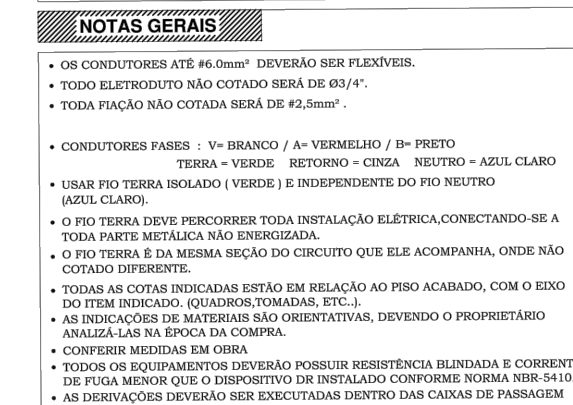 NOTAS GERAIS
• OS CONDUTORES ATÉ #6.0mm² DEVERÃO SER FLEXÍVEIS.
• TODO ELETRODUTO NÃO COTADO SERÁ DE Ø3/4".
• TODA FIAÇÃO NÃO COTADA SERÁ DE #2,5mm² .
• CONDUTORES FASES : V= BRANCO / A= VERMELHO / B= PRETO
TERRA = VERDE RETORNO = CINZA NEUTRO = AZUL CLARO
• USAR FIO TERRA ISOLADO ( VERDE ) E INDEPENDENTE DO FIO NEUTRO
(AZUL CLARO).
• O FIO TERRA DEVE PERCORRER TODA INSTALAÇÃO ELÉTRICA,CONECTANDO-SE A
TODA PARTE METÁLICA NÃO ENERGIZADA.
• O FIO TERRA É DA MESMA SEÇÃO DO CIRCUITO QUE ELE ACOMPANHA, ONDE NÃO
COTADO DIFERENTE.
• TODAS AS COTAS INDICADAS ESTÃO EM RELAÇÃO AO PISO ACABADO, COM O EIXO
DO ITEM INDICADO. (QUADROS,TOMADAS, ETC..).
• AS INDICAÇÕES DE MATERIAIS SÃO ORIENTATIVAS, DEVENDO O PROPRIETÁRIO
ANALIZÁ-LAS NA ÉPOCA DA COMPRA.
• CONFERIR MEDIDAS EM OBRA
• TODOS OS EQUIPAMENTOS DEVERÃO POSSUIR RESISTÊNCIA BLINDADA E CORRENT
DE FUGA MENOR QUE O DISPOSITIVO DR INSTALADO CONFORME NORMA NBR-5410.
• AS DERIVAÇÕES DEVERÃO SER EXECUTADAS DENTRO DAS CAIXAS DE PASSAGEM